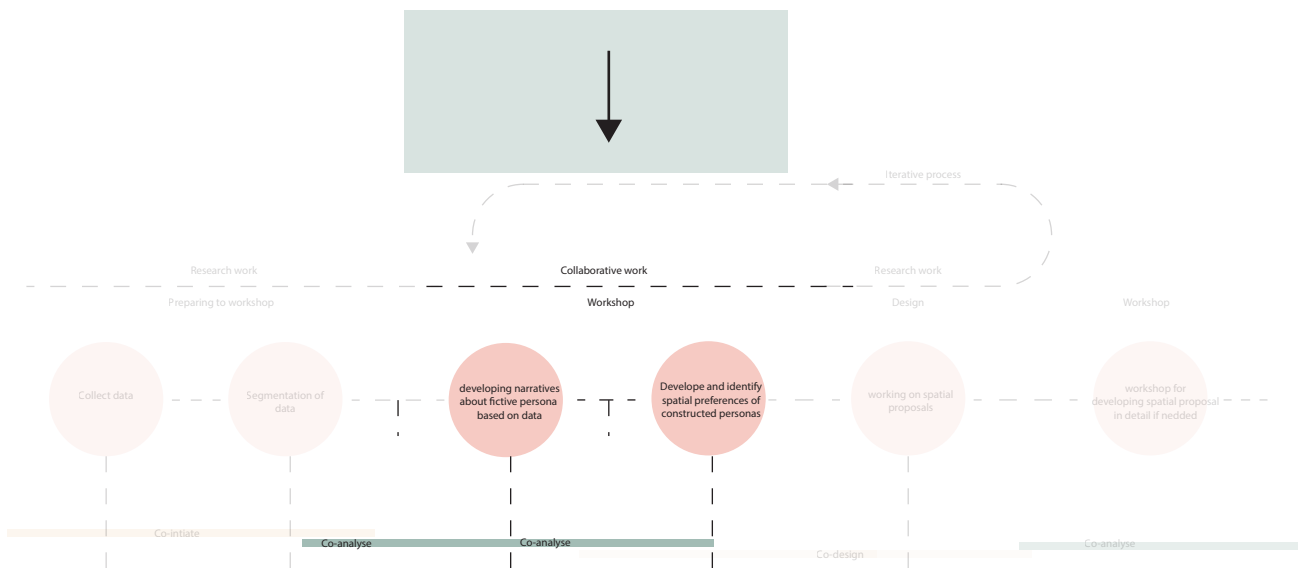 Iterative process
Research work
Collaborative work
Research work
Preparing to workshop
Workshop
Design
Workshop
Collect data
Segmentation of
data
developing narratives
about fictive persona
based on data
Develope and identify
spatial preferences of
constructed personas
working on spatial
proposals
workshop for
developing spatial proposal
in detail if nedded
Co-intiate
Co-analyse
Co-analyse
Co-design
Co-analyse